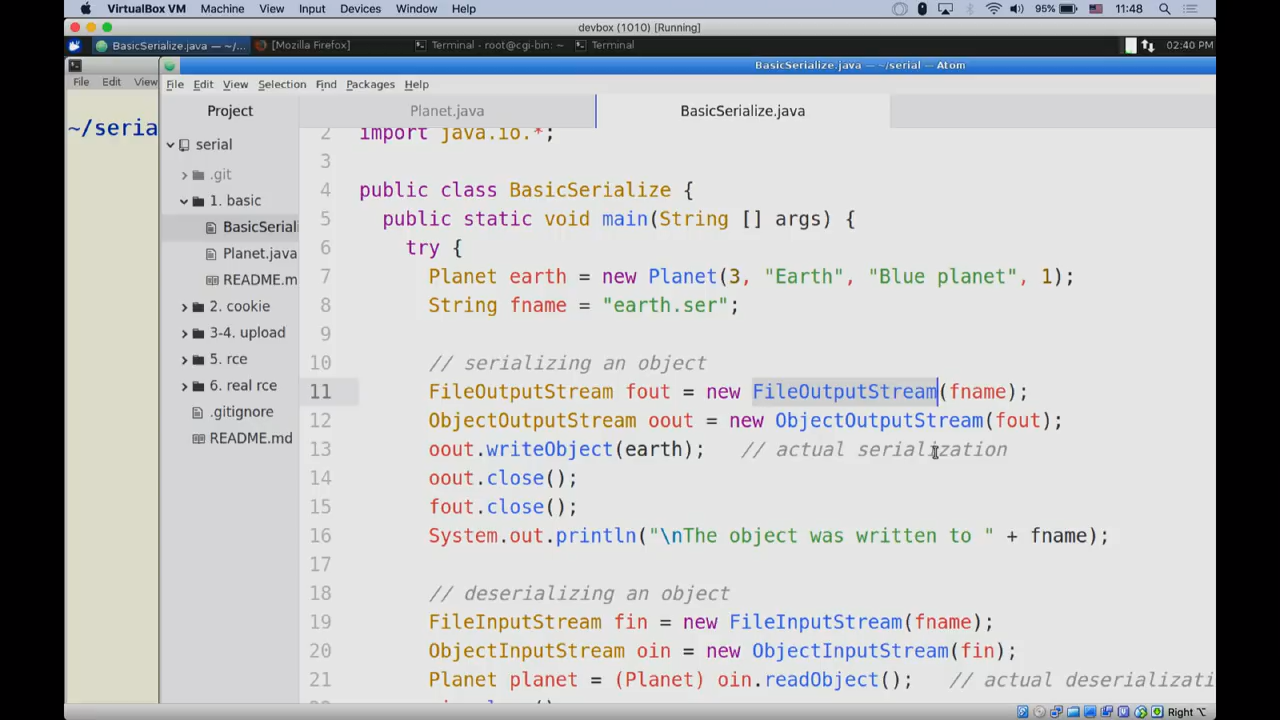 VirtualBox VM Machine View Input Devices Window Help 95% 11:48
devbox (1010) [Running]
BasicSerialize.java — ~/... [Mozilla Firefox] Terminal - root@cgi-bin: ~ Terminal 02:40 PM
BasicSerialize.java — ~/serial — Atom
File Edit View
File Edit View Selection Find Packages Help
Project
Planet.java
BasicSerialize.java
~/seria
serial
.git
1. basic
BasicSeriali
Planet.java
README.m
2. cookie
3-4. upload
5. rce
6. real rce
.gitignore
README.md
2 import java.io.*;
3
4 public class BasicSerialize {
5 public static void main(String [] args) {
6 try {
7 Planet earth = new Planet(3, "Earth", "Blue planet", 1);
8 String fname = "earth.ser";
9
10 // serializing an object
11 FileOutputStream fout = new FileOutputStream(fname);
12 ObjectOutputStream oout = new ObjectOutputStream(fout);
13 oout.writeObject(earth); // actual serialization
14 oout.close();
15 fout.close();
16 System.out.println("\nThe object was written to " + fname);
17
18 // deserializing an object
19 FileInputStream fin = new FileInputStream(fname);
20 ObjectInputStream oin = new ObjectInputStream(fin);
21 Planet planet = (Planet) oin.readObject(); // actual deserializati
Right ⌥